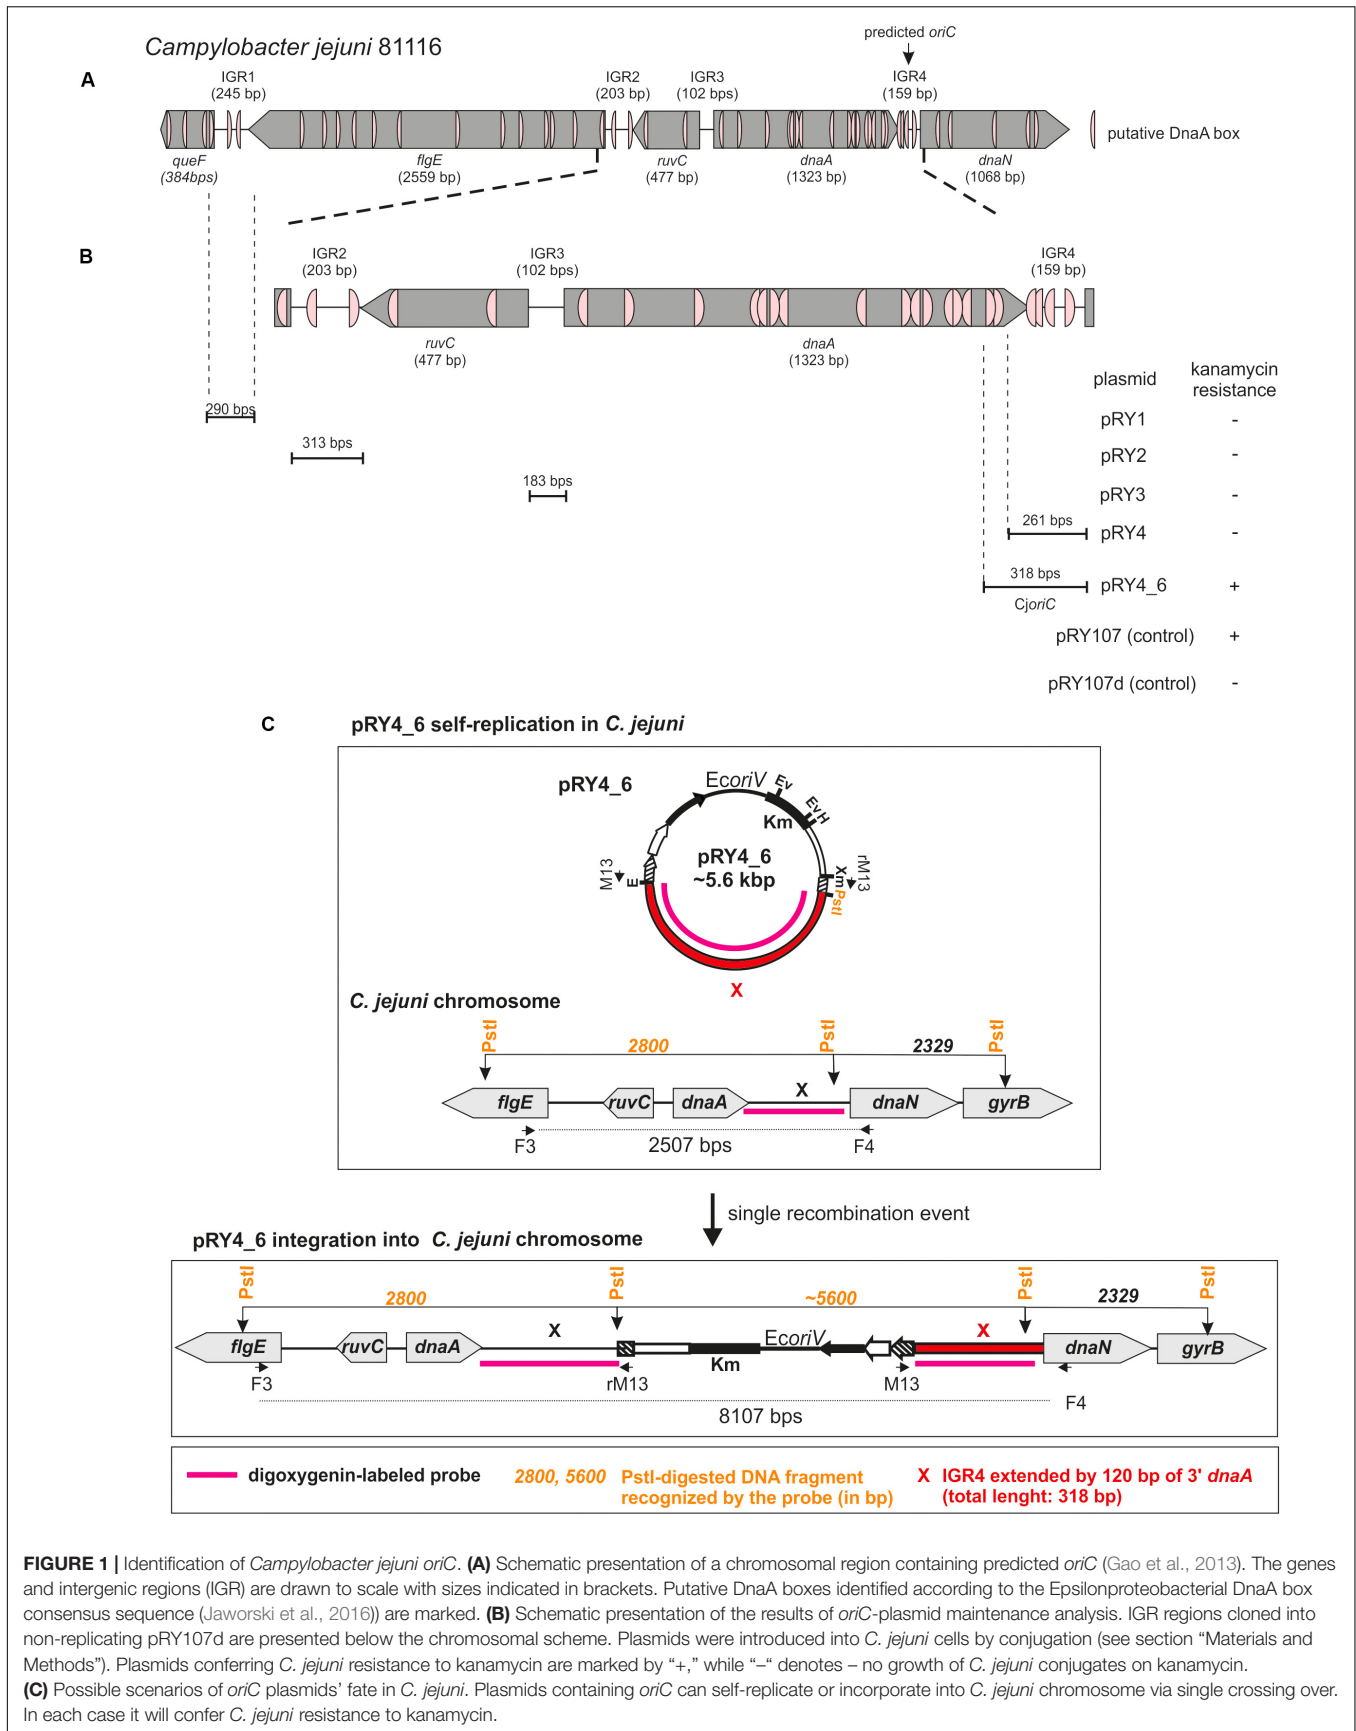 Campylobacter jejuni 81116
predicted oriC
A
IGR1
(245 bp)
IGR2
(203 bp)
IGR3
(102 bps)
IGR4
(159 bp)
putative DnaA box
queF
(384bps)
flgE
(2559 bp)
ruvC
(477 bp)
dnaA
(1323 bp)
dnaN
(1068 bp)
B
IGR2
(203 bp)
IGR3
(102 bps)
IGR4
(159 bp)
ruvC
(477 bp)
dnaA
(1323 bp)
plasmid
kanamycin
resistance
290 bps
pRY1 -
313 bps
pRY2 -
183 bps
pRY3 -
261 bps
pRY4 -
318 bps
CjoriC
pRY4_6 +
pRY107 (control) +
pRY107d (control) -
C
pRY4_6 self-replication in C. jejuni
pRY4_6
EcoriV
Ev
Ev
H
Km
pRY4_6
~5.6 kbp
M13
E
rM13
Xm
PstI
X
C. jejuni chromosome
PstI
2800
PstI
2329
PstI
X
flgE
ruvC
dnaA
dnaN
gyrB
F3
2507 bps
F4
single recombination event
pRY4_6 integration into C. jejuni chromosome
PstI
2800
PstI
~5600
PstI
2329
PstI
flgE
ruvC
dnaA
X
EcoriV
Km
X
dnaN
gyrB
F3
rM13
M13
F4
8107 bps
digoxygenin-labeled probe
2800, 5600 PstI-digested DNA fragment
recognized by the probe (in bp)
X IGR4 extended by 120 bp of 3' dnaA
(total lenght: 318 bp)
FIGURE 1 | Identification of Campylobacter jejuni oriC. (A) Schematic presentation of a chromosomal region containing predicted oriC (Gao et al., 2013). The genes
and intergenic regions (IGR) are drawn to scale with sizes indicated in brackets. Putative DnaA boxes identified according to the Epsilonproteobacterial DnaA box
consensus sequence (Jaworski et al., 2016)) are marked. (B) Schematic presentation of the results of oriC-plasmid maintenance analysis. IGR regions cloned into
non-replicating pRY107d are presented below the chromosomal scheme. Plasmids were introduced into C. jejuni cells by conjugation (see section “Materials and
Methods”). Plasmids conferring C. jejuni resistance to kanamycin are marked by “+,” while “–“ denotes – no growth of C. jejuni conjugates on kanamycin.
(C) Possible scenarios of oriC plasmids’ fate in C. jejuni. Plasmids containing oriC can self-replicate or incorporate into C. jejuni chromosome via single crossing over.
In each case it will confer C. jejuni resistance to kanamycin.